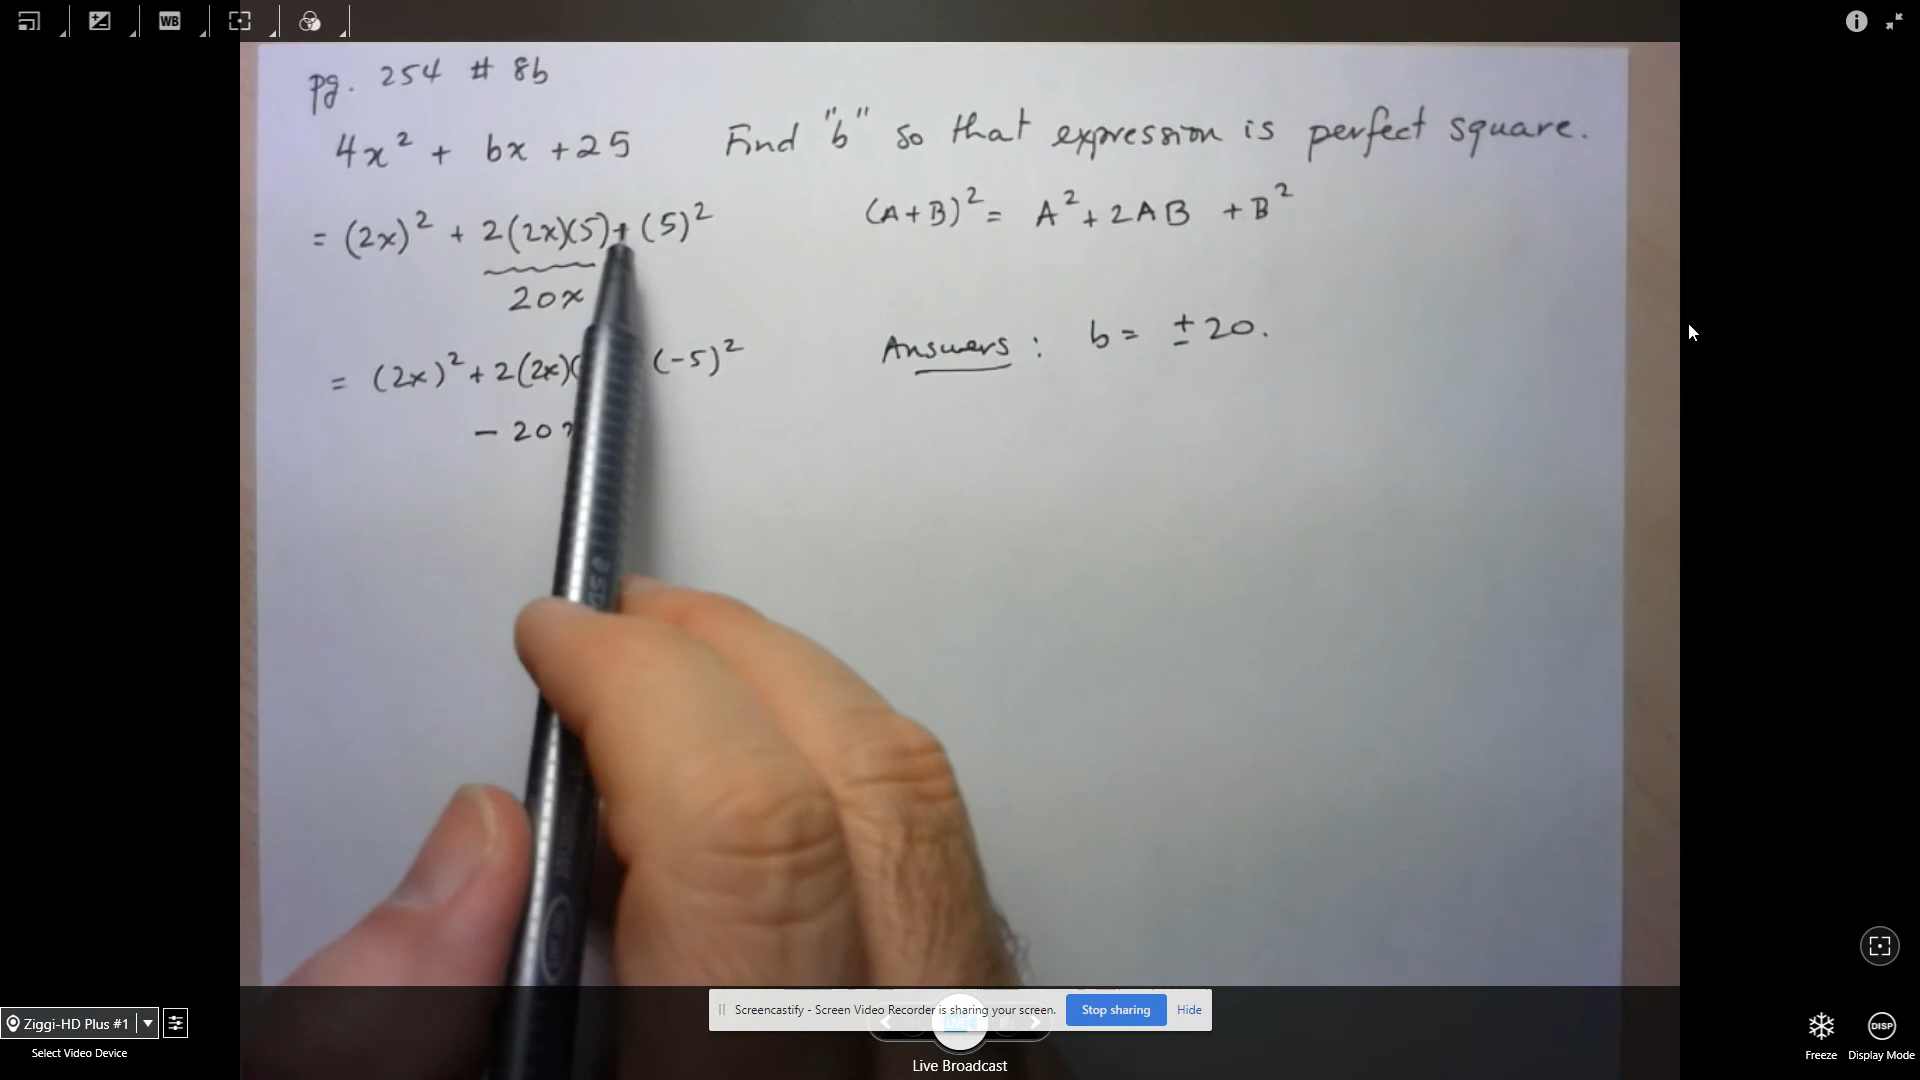 WB
pg. 254 # 8b
4x² + bx + 25 Find "b" so that expression is perfect square.
= (2x)² + 2(2x)(5) + (5)² (A+B)² = A² + 2AB + B²
20x
Answers : b = ± 20.
= (2x)² + 2(2x)( (-5)²
- 20x
Screencastify - Screen Video Recorder is sharing your screen. Stop sharing Hide
Ziggi-HD Plus #1
Select Video Device
Live Broadcast
Freeze
DISP
Display Mode